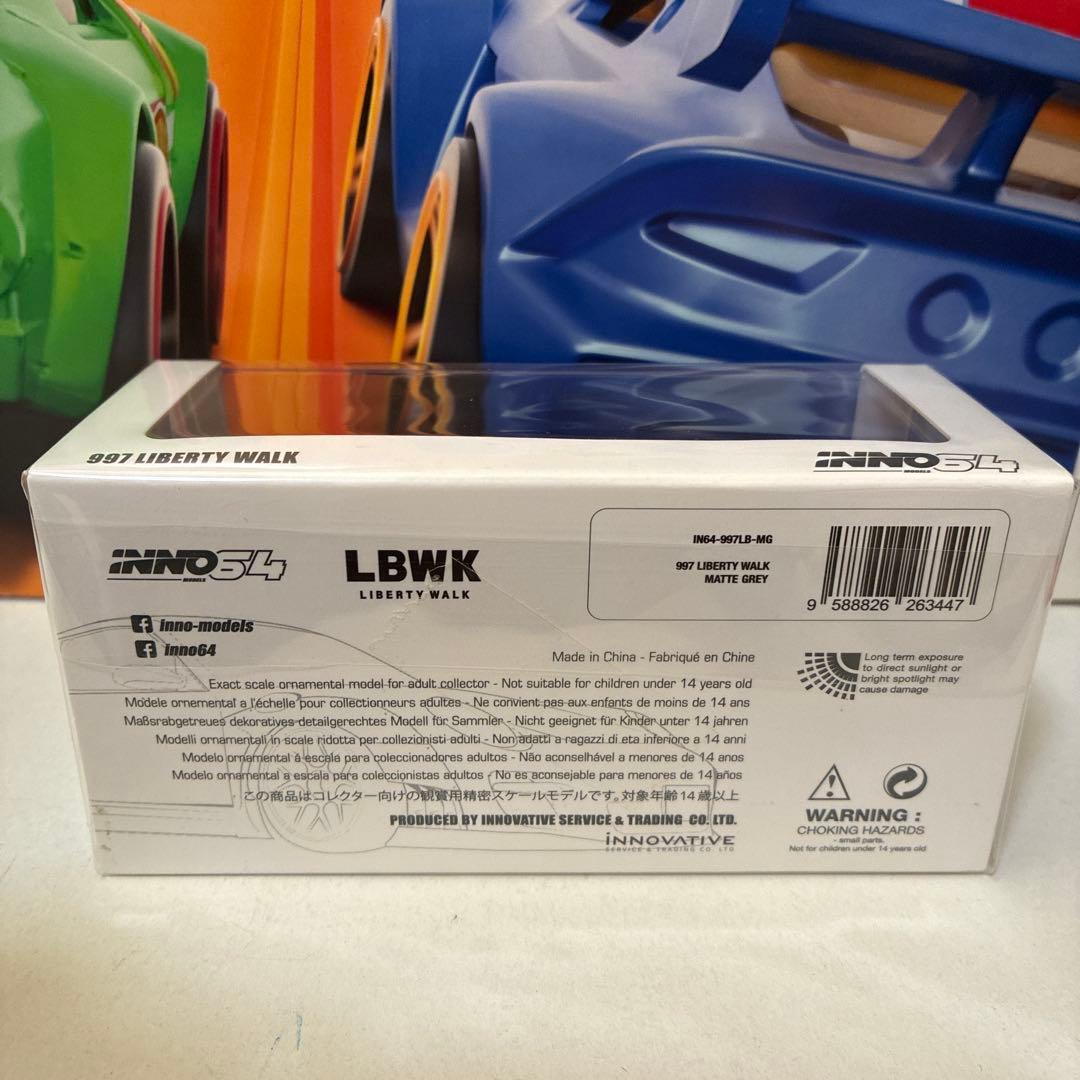 997 LIBERTY WALK
INNO64
MODELS
INNO64
MODELS
LBWK
LIBERTY WALK
IN64-997LB-MG
997 LIBERTY WALK
MATTE GREY
9 588826 263447
inno-models
inno64
Made in China - Fabriqué en Chine
Long term exposure
to direct sunlight or
bright spotlight may
cause damage
Exact scale ornamental model for adult collector - Not suitable for children under 14 years old
Modèle ornemental a l'échelle pour collectionneurs adultes - Ne convient pas aux enfants de moins de 14 ans
Maßsrabgetreues dekoratives detailgerechtes Modell für Sammler - Nicht geeignet für Kinder unter 14 jahren
Modelli ornamentali in scale ridotta per collezionisti adulti - Non adatti a ragazzi di eta inferiore a 14 anni
Modelo ornamental á escala para coleccionadores adultos - Não aconselhável a menores de 14 anos
Modelo ornamental a escala para coleccionistas adultos - No es aconsejable para menores de 14 años
この商品はコレクター向けの観賞用精密スケールモデルです。対象年齢14歳以上
PRODUCED BY INNOVATIVE SERVICE & TRADING CO. LTD.
INNOVATIVE
SERVICE & TRADING CO. LTD
WARNING :
CHOKING HAZARDS
- small parts.
Not for children under 14 years old